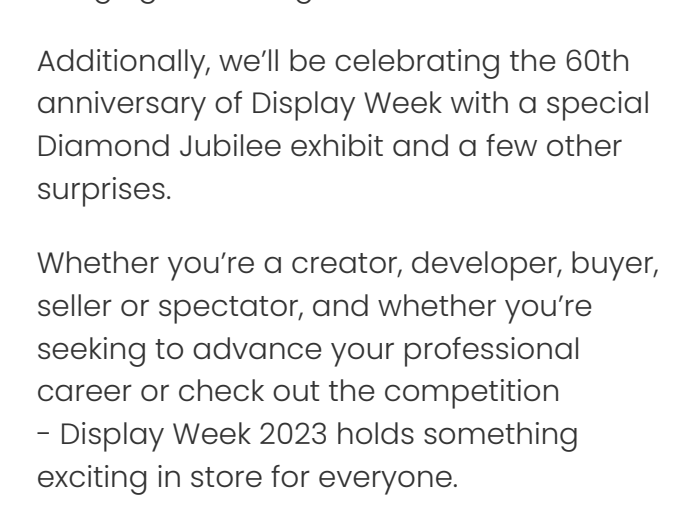 Additionally, we’ll be celebrating the 60th
anniversary of Display Week with a special
Diamond Jubilee exhibit and a few other
surprises.
Whether you’re a creator, developer, buyer,
seller or spectator, and whether you’re
seeking to advance your professional
career or check out the competition
- Display Week 2023 holds something
exciting in store for everyone.